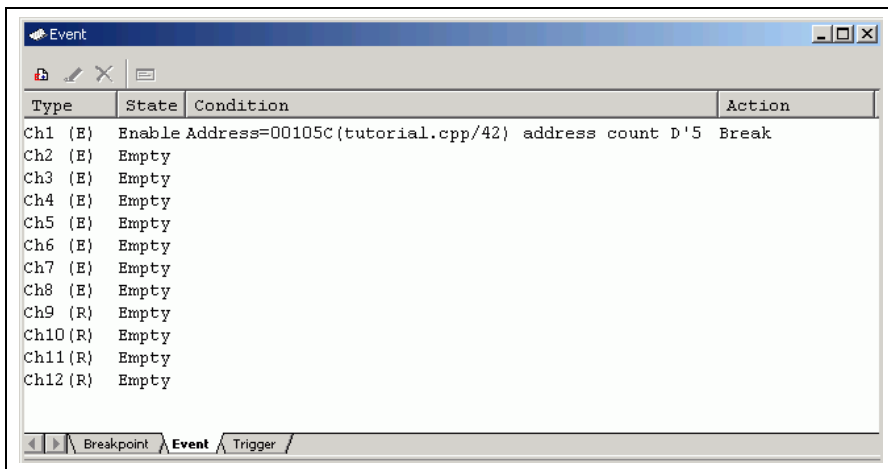 Event
Type State Condition Action
Ch1 (E) Enable Address=00105C(tutorial.cpp/42) address count D'5 Break
Ch2 (E) Empty
Ch3 (E) Empty
Ch4 (E) Empty
Ch5 (E) Empty
Ch6 (E) Empty
Ch7 (E) Empty
Ch8 (E) Empty
Ch9 (R) Empty
Ch10(R) Empty
Ch11(R) Empty
Ch12(R) Empty
Breakpoint Event Trigger